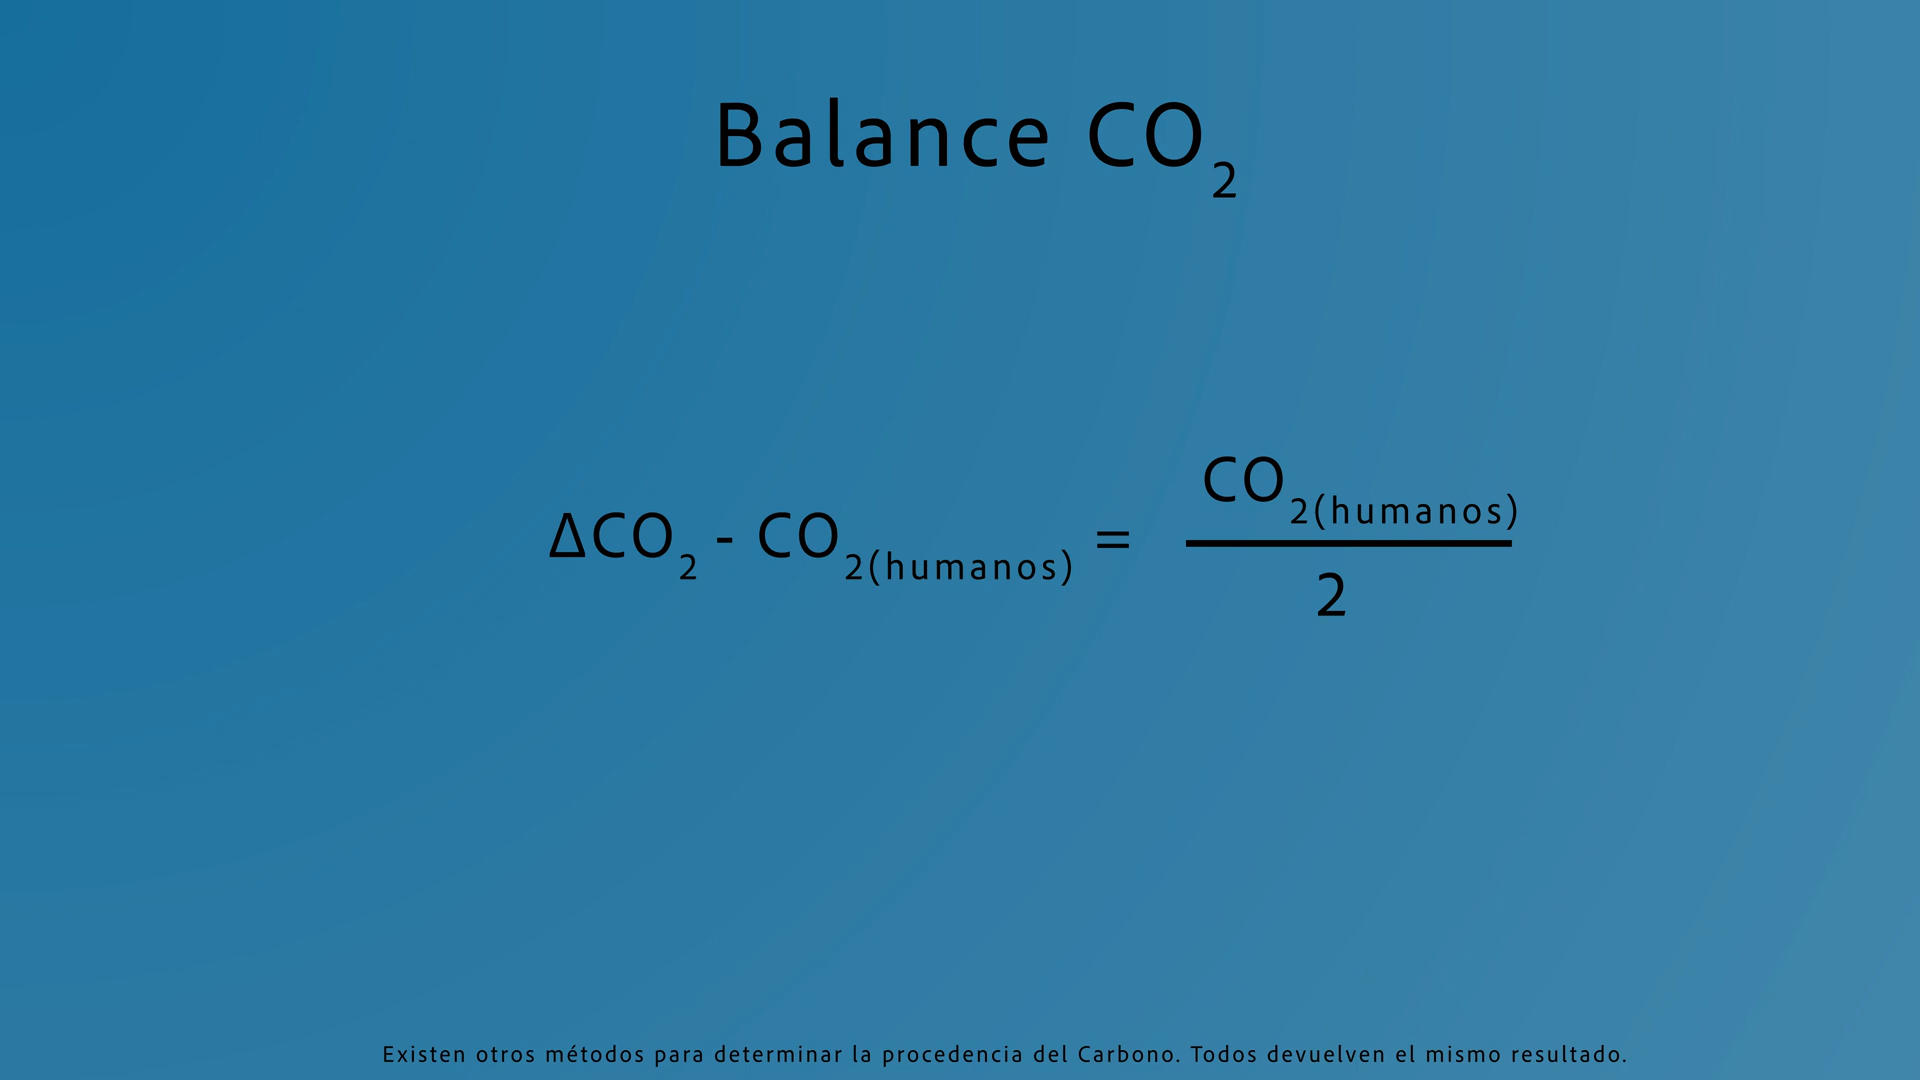 Balance CO₂
ΔCO₂ - CO₂(humanos) = CO₂(humanos) / 2
Existen otros métodos para determinar la procedencia del Carbono. Todos devuelven el mismo resultado.